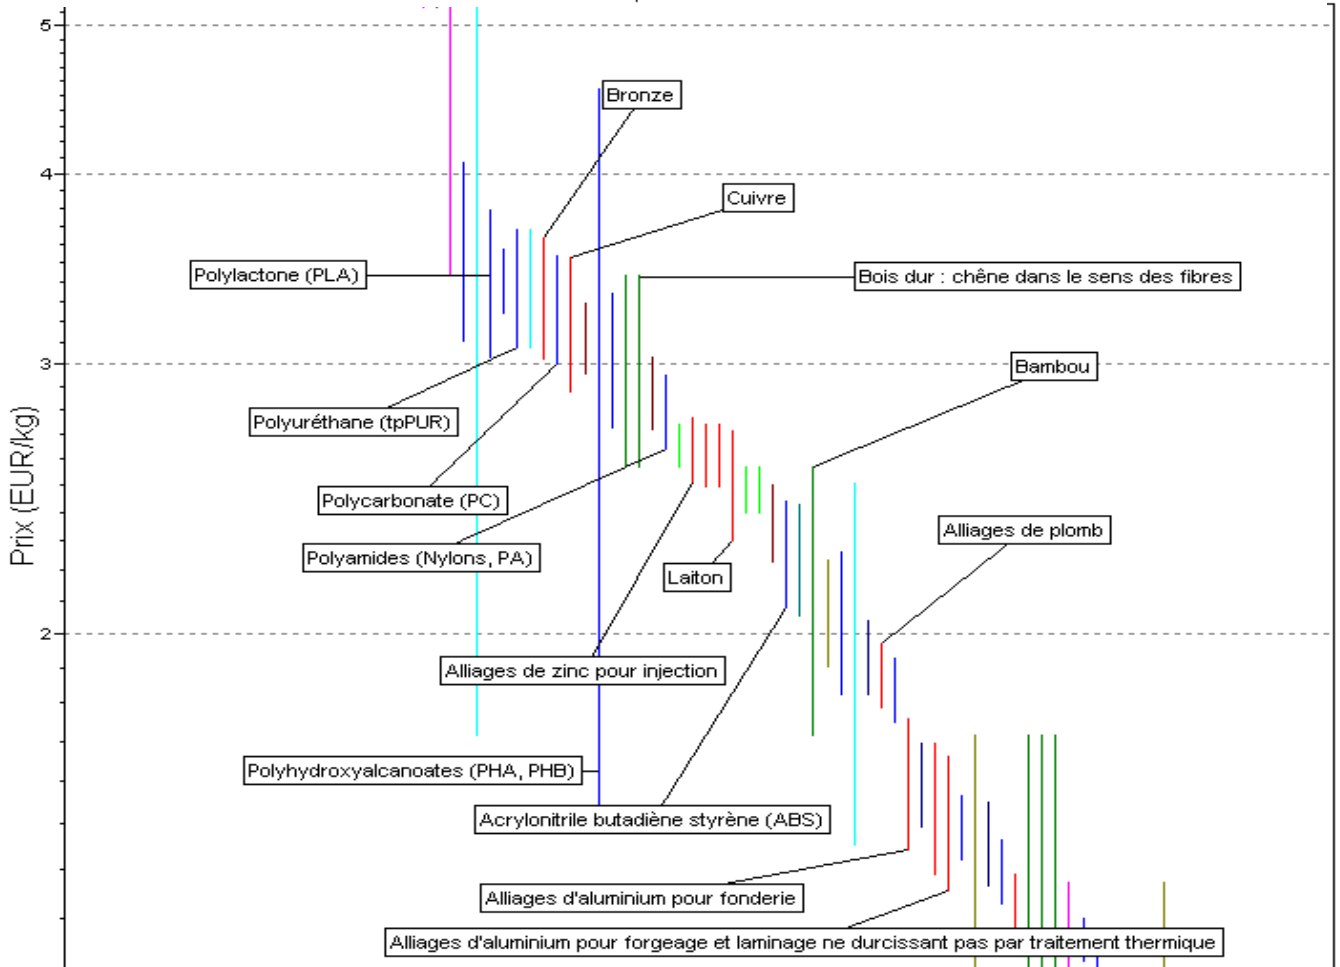 5
Bronze
4
Cuivre
Polylactone (PLA)
Bois dur : chêne dans le sens des fibres
3
Bambou
Polyuréthane (tpPUR)
Prix (EUR/kg)
Polycarbonate (PC)
Alliages de plomb
Polyamides (Nylons, PA)
Laiton
2
Alliages de zinc pour injection
Polyhydroxyalcanoates (PHA, PHB)
Acrylonitrile butadiène styrène (ABS)
Alliages d'aluminium pour fonderie
Alliages d'aluminium pour forgeage et laminage ne durcissant pas par traitement thermique